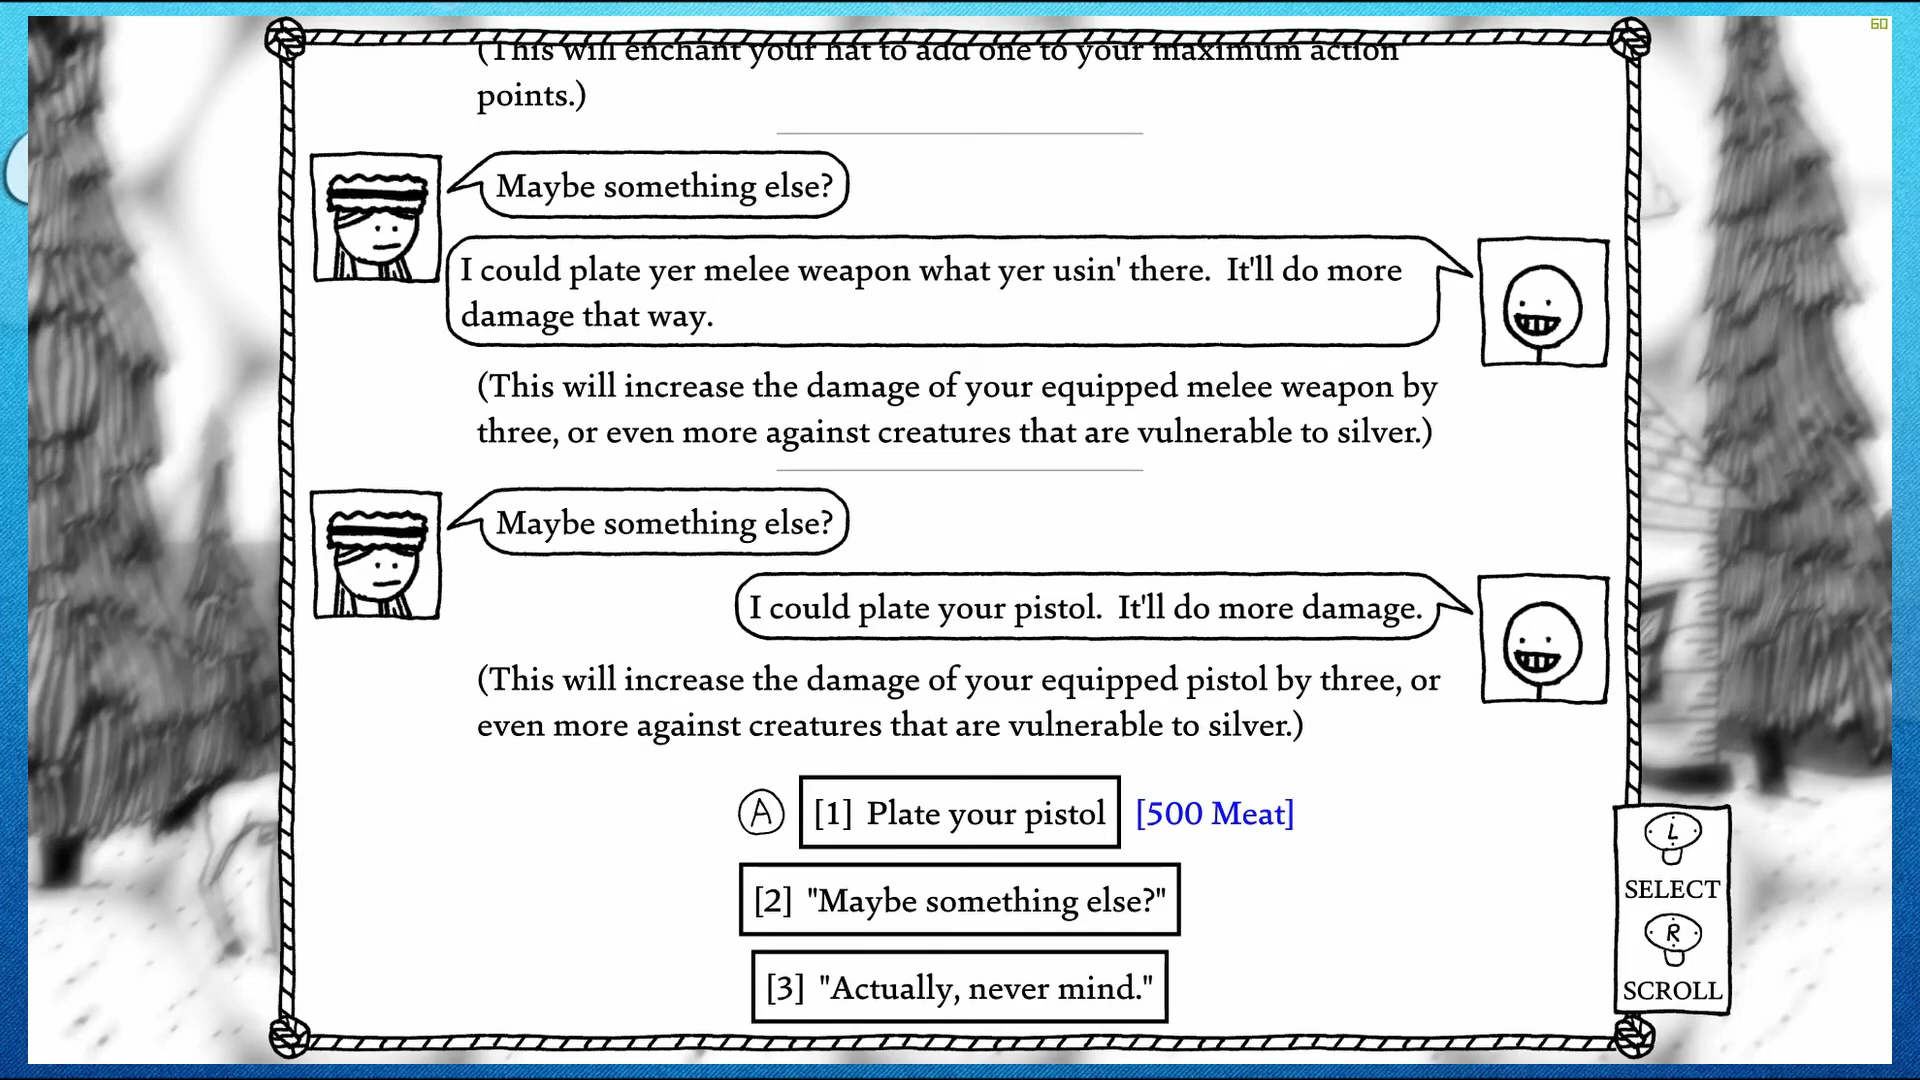 60
(This will enchant your hat to add one to your maximum action
points.)
Maybe something else?
I could plate yer melee weapon what yer usin' there. It'll do more
damage that way.
(This will increase the damage of your equipped melee weapon by
three, or even more against creatures that are vulnerable to silver.)
Maybe something else?
I could plate your pistol. It'll do more damage.
(This will increase the damage of your equipped pistol by three, or
even more against creatures that are vulnerable to silver.)
A [1] Plate your pistol [500 Meat]
[2] "Maybe something else?"
[3] "Actually, never mind."
L
SELECT
R
SCROLL